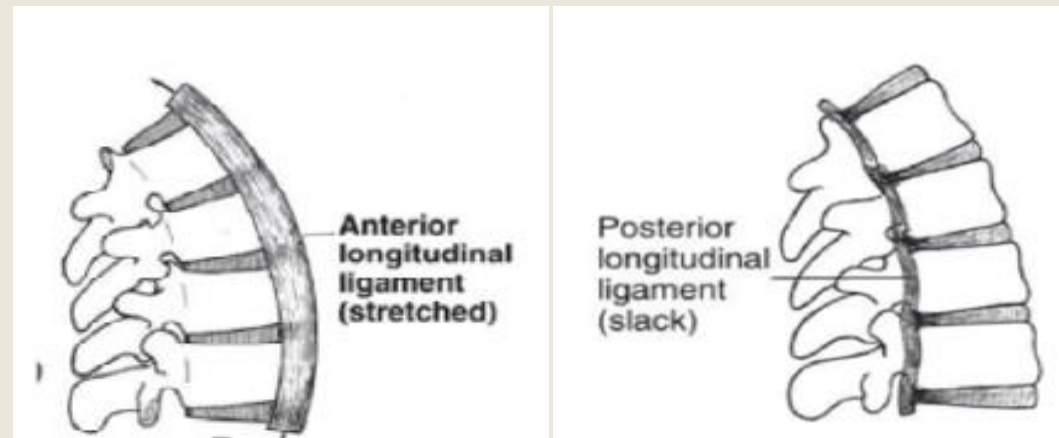 Anterior
longitudinal
ligament
(stretched)
Posterior
longitudinal
ligament
(slack)